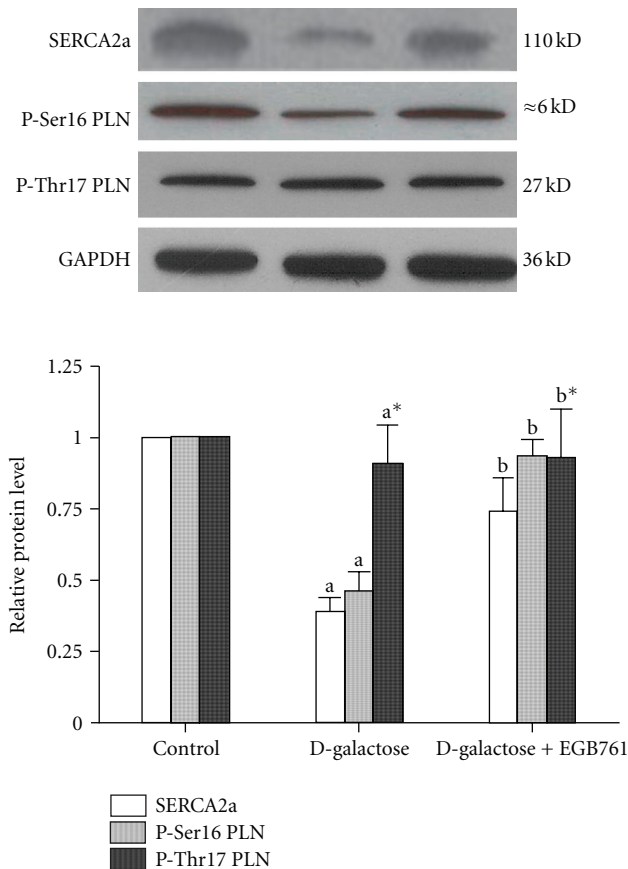 SERCA2a 110 kD
P-Ser16 PLN ≈6 kD
P-Thr17 PLN 27 kD
GAPDH 36 kD
1.25
1
0.75
0.5
0.25
0
Relative protein level
a a a*
b b b*
Control D-galactose D-galactose + EGB761
SERCA2a
P-Ser16 PLN
P-Thr17 PLN